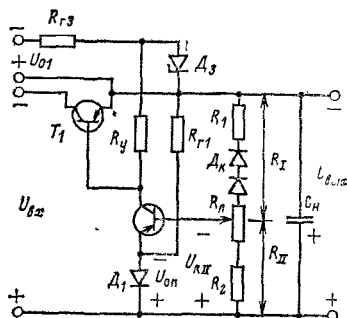 Rг3
Д3
+ U01
T1
Rу
Rг1
R1
Дк
RI
Uвых
Uвх
Rп
Cн
+
Д1
Uоп
UкII
RII
R2
+ + + +